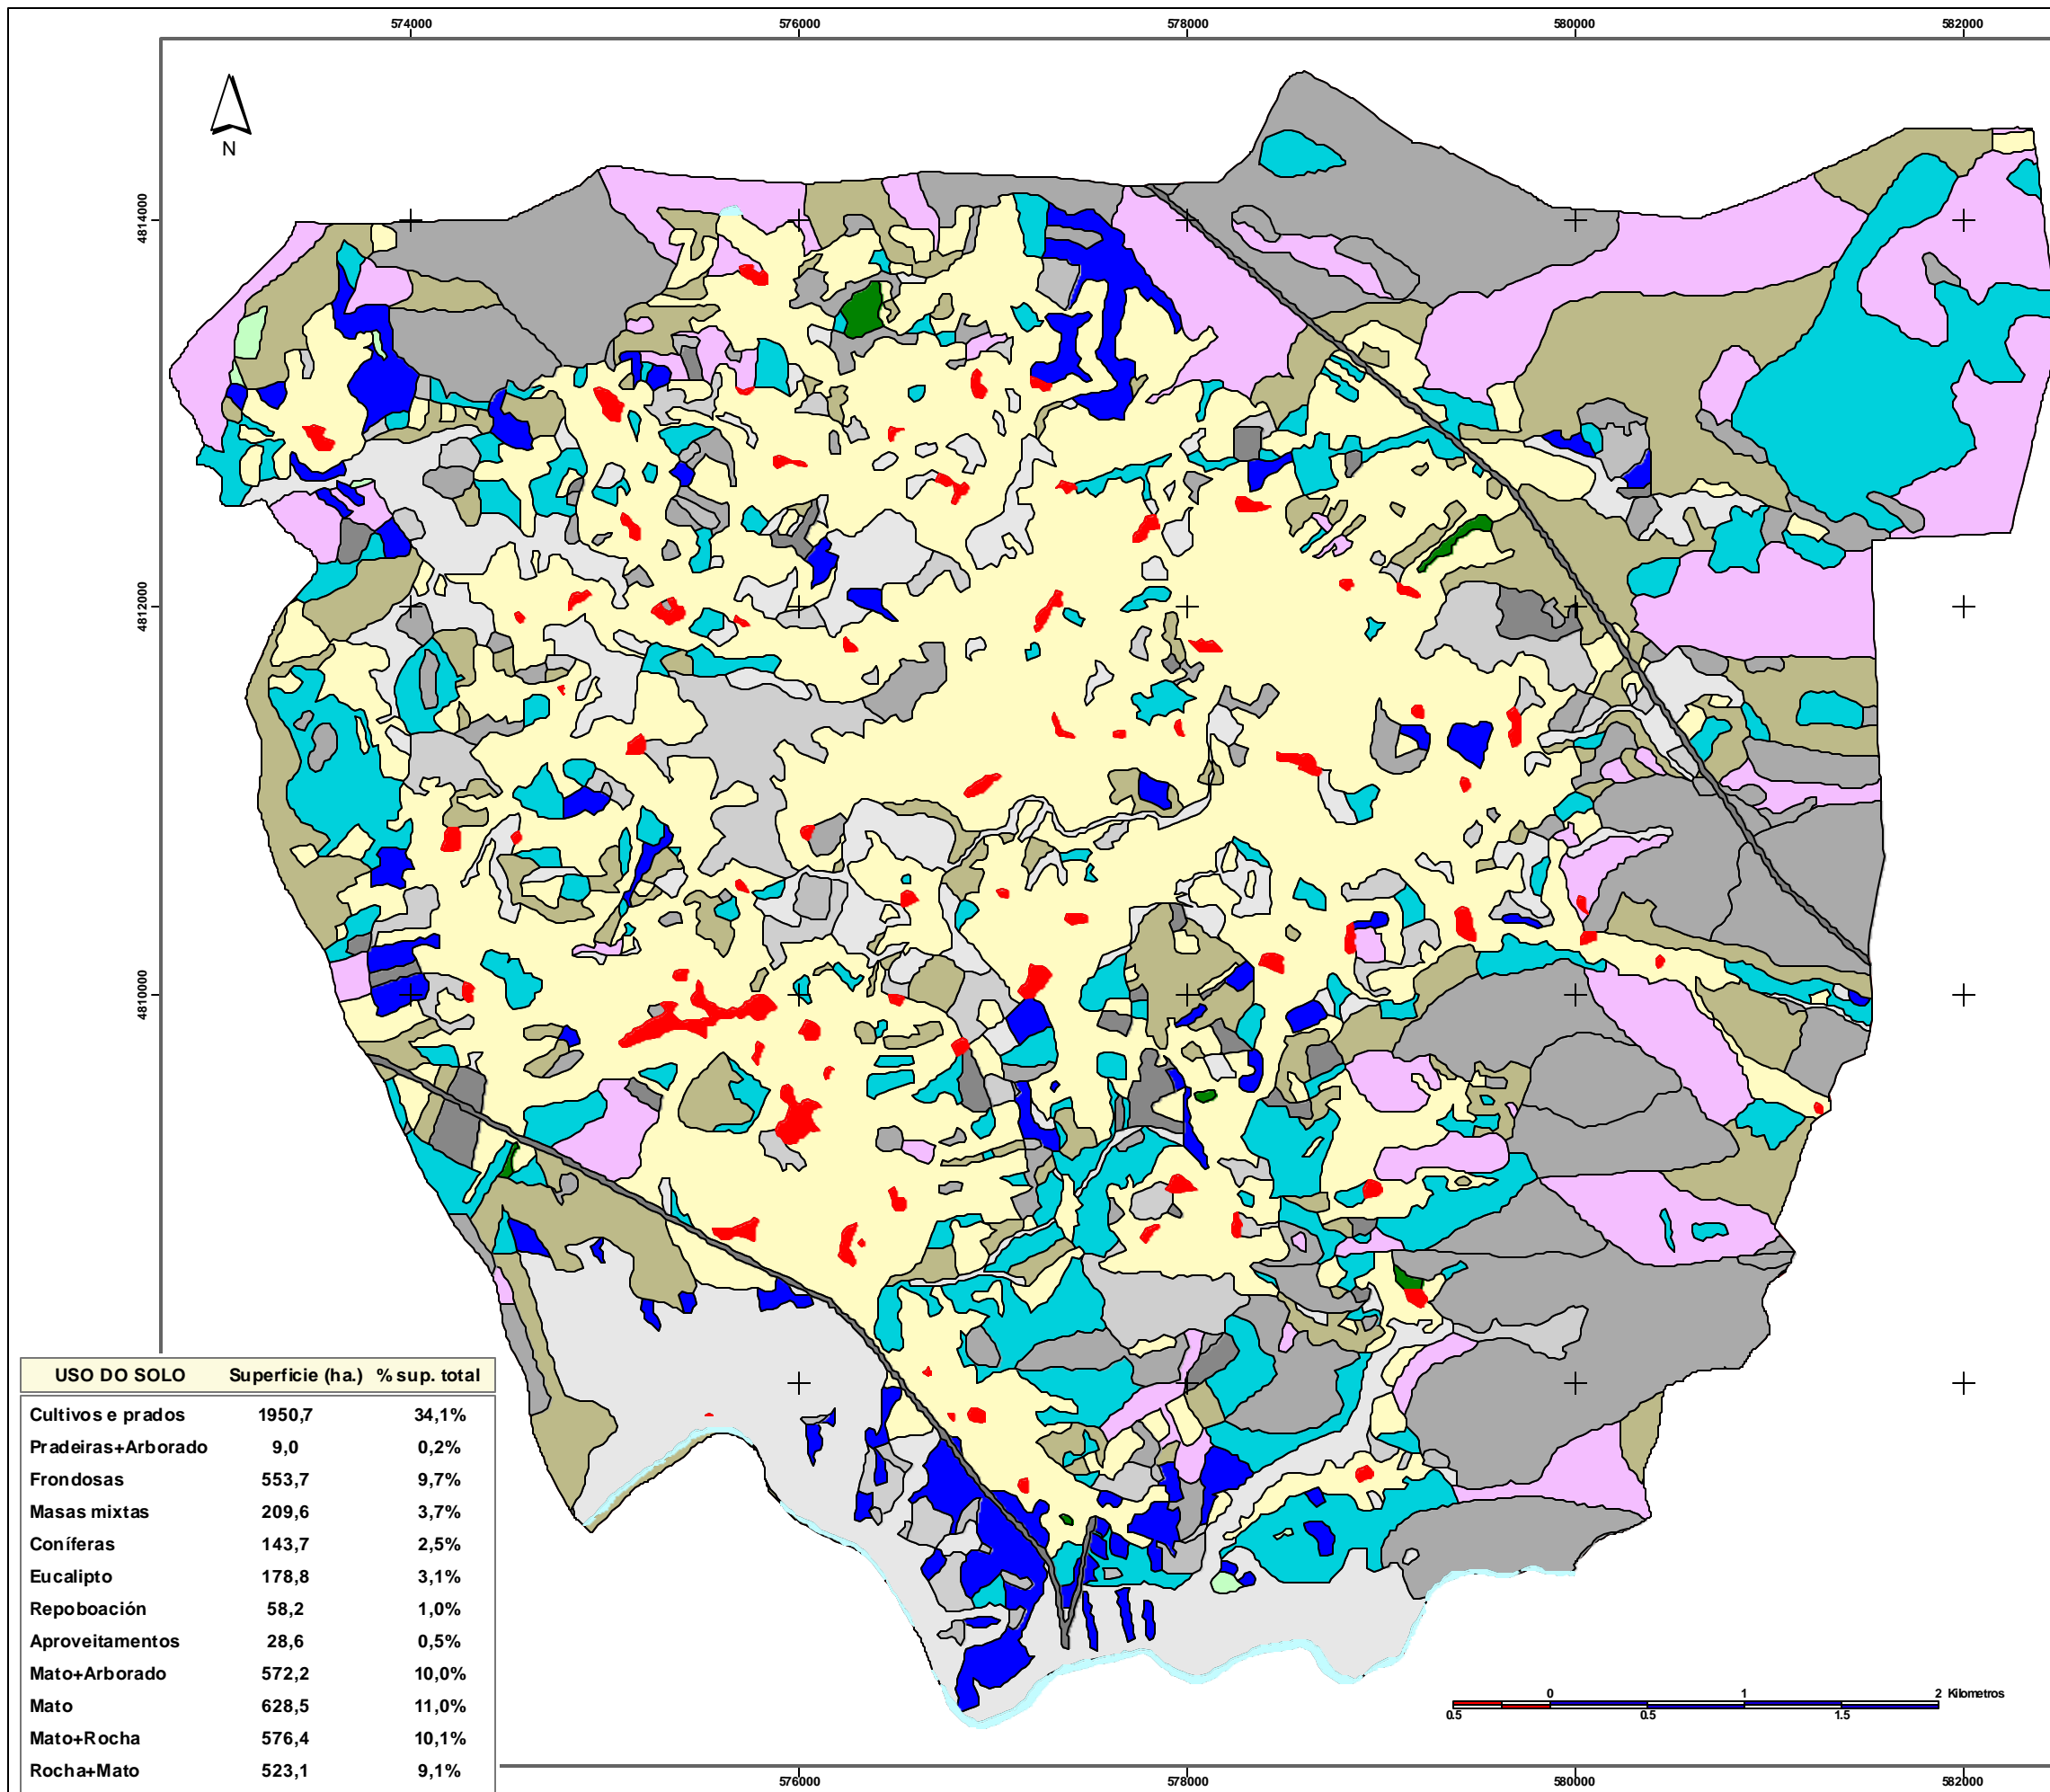 574000 576000 578000 580000 582000
N
4814000
4812000
4810000
USO DO SOLO Superfície (ha.) % sup. total
Cultivos e prados 1950,7 34,1%
Pradeiras+Arborado 9,0 0,2%
Frondosas 553,7 9,7%
Masas mixtas 209,6 3,7%
Coníferas 143,7 2,5%
Eucalipto 178,8 3,1%
Repoboación 58,2 1,0%
Aproveitamentos 28,6 0,5%
Mato+Arborado 572,2 10,0%
Mato 628,5 11,0%
Mato+Rocha 576,4 10,1%
Rocha+Mato 523,1 9,1%
0 1 2 Kilometros
0.5 0.5 1.5
576000 578000 580000 582000